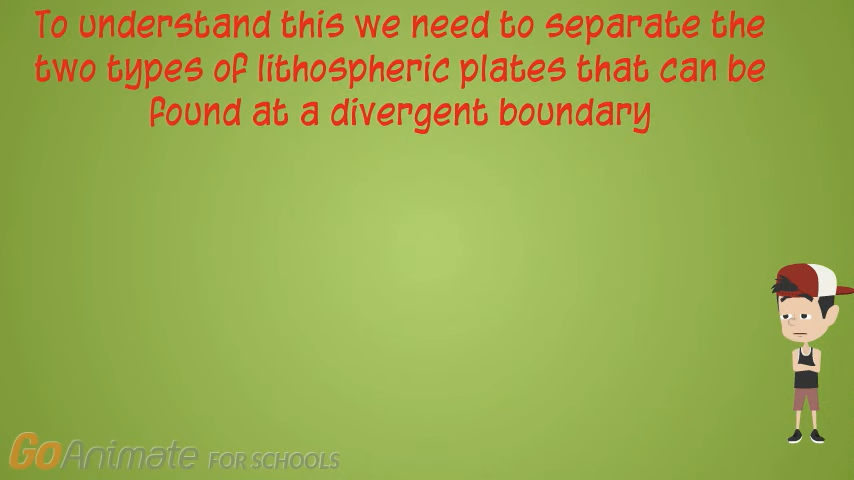 To understand this we need to separate the
two types of lithospheric plates that can be
found at a divergent boundary
GoAnimate FOR SCHOOLS